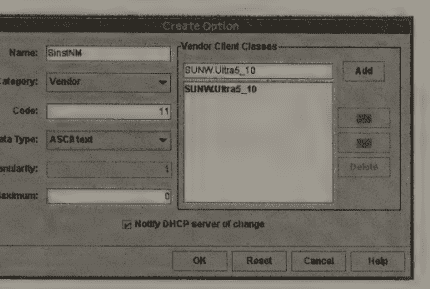 Create Option
Name: SinstNM
Category: Vendor
Code: 11
Data Type: ASCII text
Granularity: 1
Maximum: 0
Vendor Client Classes
SUNW.Ultra5_10
Add
SUNW.Ultra5_10
Delete
Notify DHCP server of change
OK
Reset
Cancel
Help